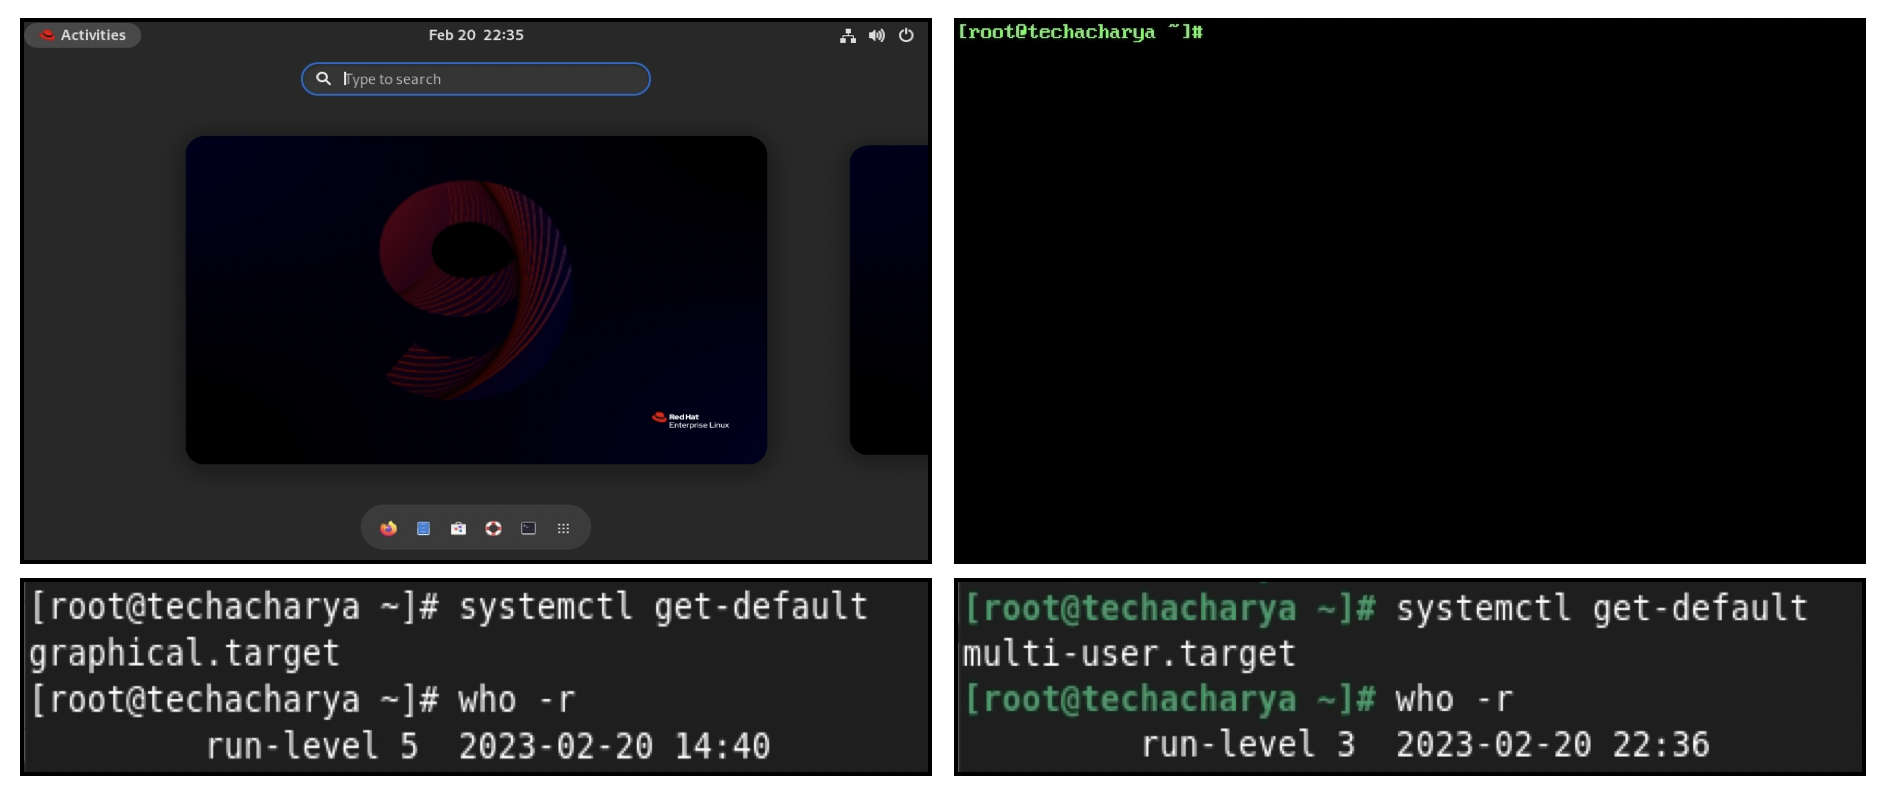 Activities
Feb 20 22:35
Type to search
Red Hat
Enterprise Linux
[root@techacharya ~]#
[root@techacharya ~]# systemctl get-default
graphical.target
[root@techacharya ~]# who -r
run-level 5 2023-02-20 14:40
[root@techacharya ~]# systemctl get-default
multi-user.target
[root@techacharya ~]# who -r
run-level 3 2023-02-20 22:36